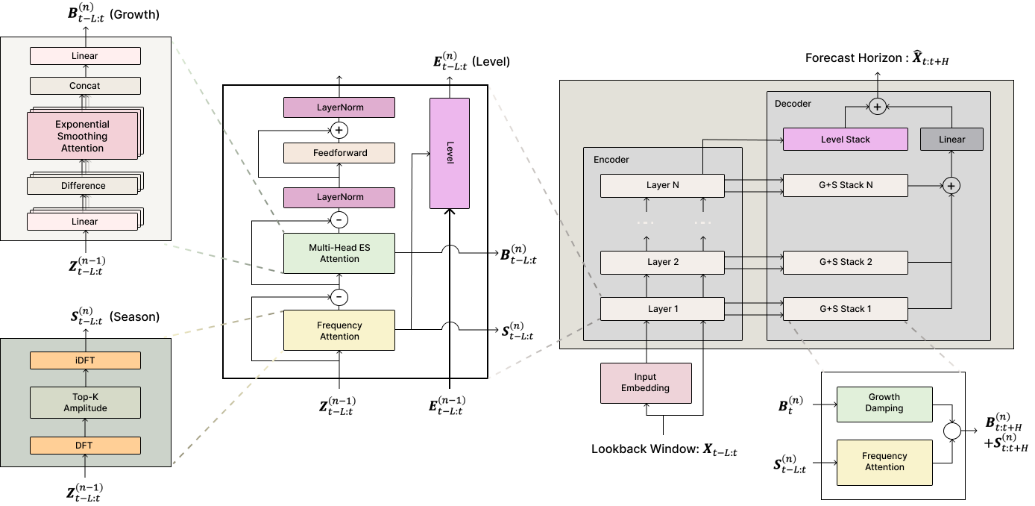 B_{t-L:t}^{(n)} (Growth)
Linear
Concat
Exponential
Smoothing
Attention
Difference
Linear
Z_{t-L:t}^{(n-1)}
S_{t-L:t}^{(n)} (Season)
iDFT
Top-K
Amplitude
DFT
Z_{t-L:t}^{(n-1)}
E_{t-L:t}^{(n)} (Level)
LayerNorm
+
Feedforward
Level
LayerNorm
−
Multi-Head ES
Attention
B_{t-L:t}^{(n)}
−
Frequency
Attention
S_{t-L:t}^{(n)}
Z_{t-L:t}^{(n-1)}
E_{t-L:t}^{(n-1)}
Forecast Horizon : X̂_{t:t+H}
Decoder
+
Level Stack
Linear
Encoder
Layer N
G+S Stack N
+
... ...
Layer 2
G+S Stack 2
Layer 1
G+S Stack 1
Input
Embedding
Lookback Window: X_{t-L:t}
B_t^{(n)}
Growth
Damping
B_{t:t+H}^{(n)}
+S_{t:t+H}^{(n)}
S_{t-L:t}^{(n)}
Frequency
Attention